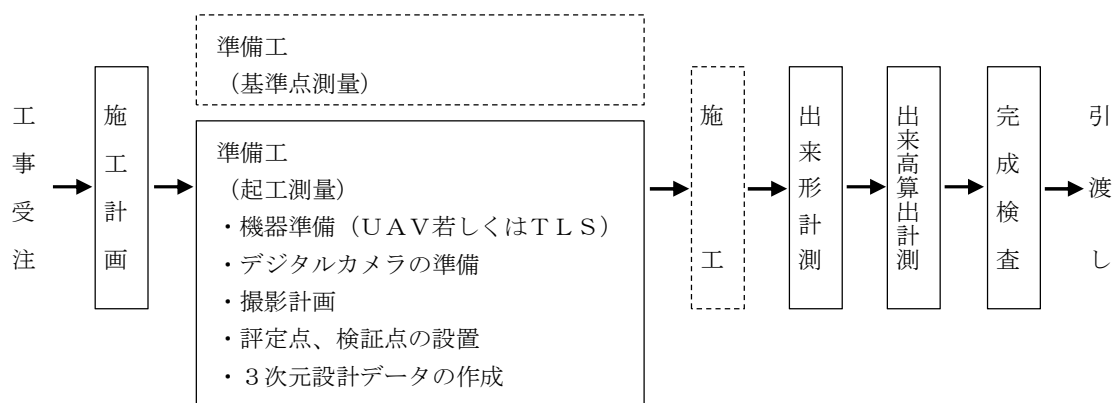 工事受注
施工計画
準備工
（基準点測量）
準備工
（起工測量）
・機器準備（ＵＡＶ若しくはＴＬＳ）
・デジタルカメラの準備
・撮影計画
・評定点、検証点の設置
・３次元設計データの作成
施工
出来形計測
出来高算出計測
完成検査
引渡し